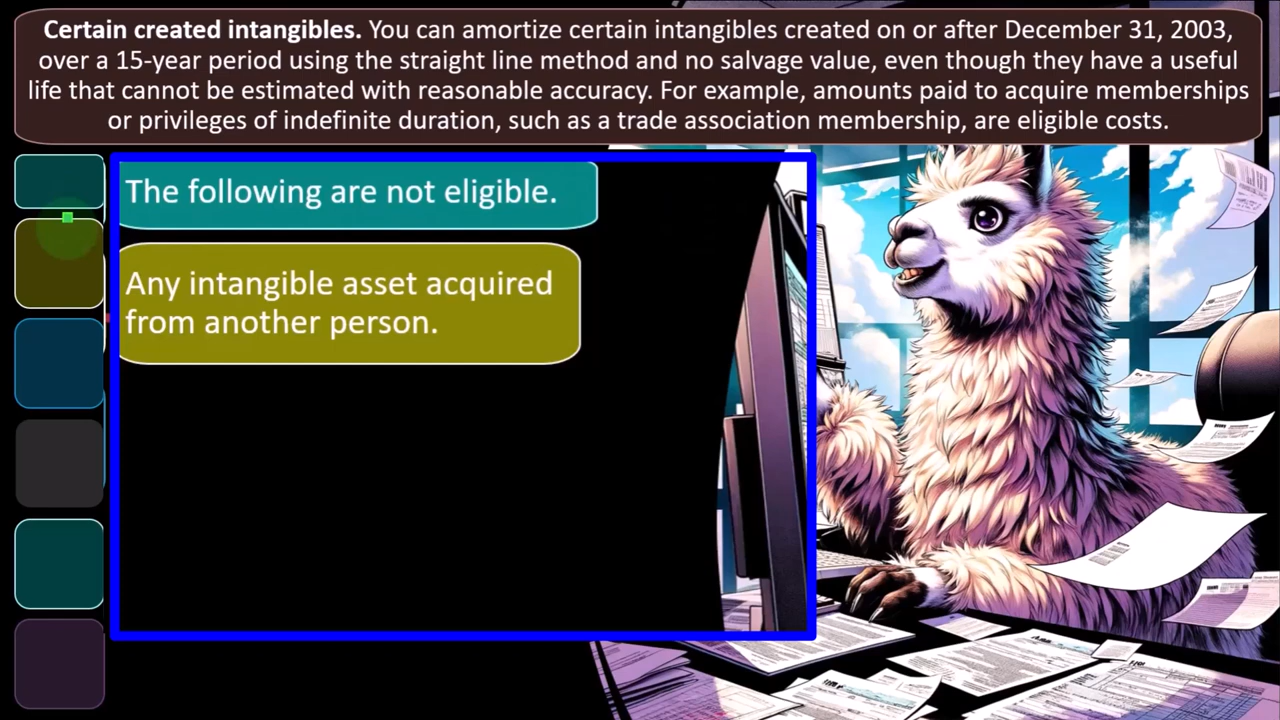 Certain created intangibles. You can amortize certain intangibles created on or after December 31, 2003,
over a 15-year period using the straight line method and no salvage value, even though they have a useful
life that cannot be estimated with reasonable accuracy. For example, amounts paid to acquire memberships
or privileges of indefinite duration, such as a trade association membership, are eligible costs.
The following are not eligible.
Any intangible asset acquired
from another person.